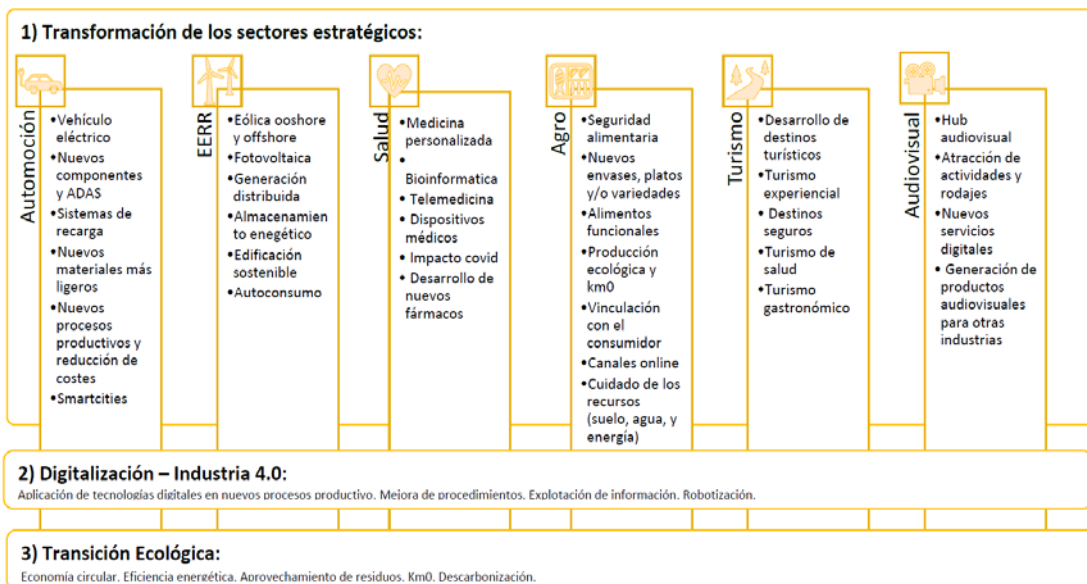 1) Transformación de los sectores estratégicos:
Automoción
•Vehículo
eléctrico
•Nuevos
componentes
y ADAS
•Sistemas de
recarga
•Nuevos
materiales más
ligeros
•Nuevos
procesos
productivos y
reducción de
costes
•Smartcities
EERR
•Eólica ooshore
y offshore
•Fotovoltaica
•Generación
distribuida
•Almacenamien
to enegético
•Edificación
sostenible
•Autoconsumo
Salud
•Medicina
personalizada
•
Bioinformatica
•Telemedicina
•Dispositivos
médicos
•Impacto covid
•Desarrollo de
nuevos
fármacos
Agro
•Seguridad
alimentaria
•Nuevos
envases, platos
y/o variedades
•Alimentos
funcionales
•Producción
ecológica y
km0
•Vinculación
con el
consumidor
•Canales online
•Cuidado de los
recursos
(suelo, agua, y
energía)
Turismo
•Desarrollo de
destinos
turísticos
•Turismo
experiencial
•Destinos
seguros
•Turismo de
salud
•Turismo
gastronómico
Audiovisual
•Hub
audiovisual
•Atracción de
actividades y
rodajes
•Nuevos
servicios
digitales
•Generación de
productos
audiovisuales
para otras
industrias
2) Digitalización – Industria 4.0:
Aplicación de tecnologías digitales en nuevos procesos productivo. Mejora de procedimientos. Explotación de información. Robotización.
3) Transición Ecológica:
Economía circular. Eficiencia energética. Aprovechamiento de residuos. Km0. Descarbonización.